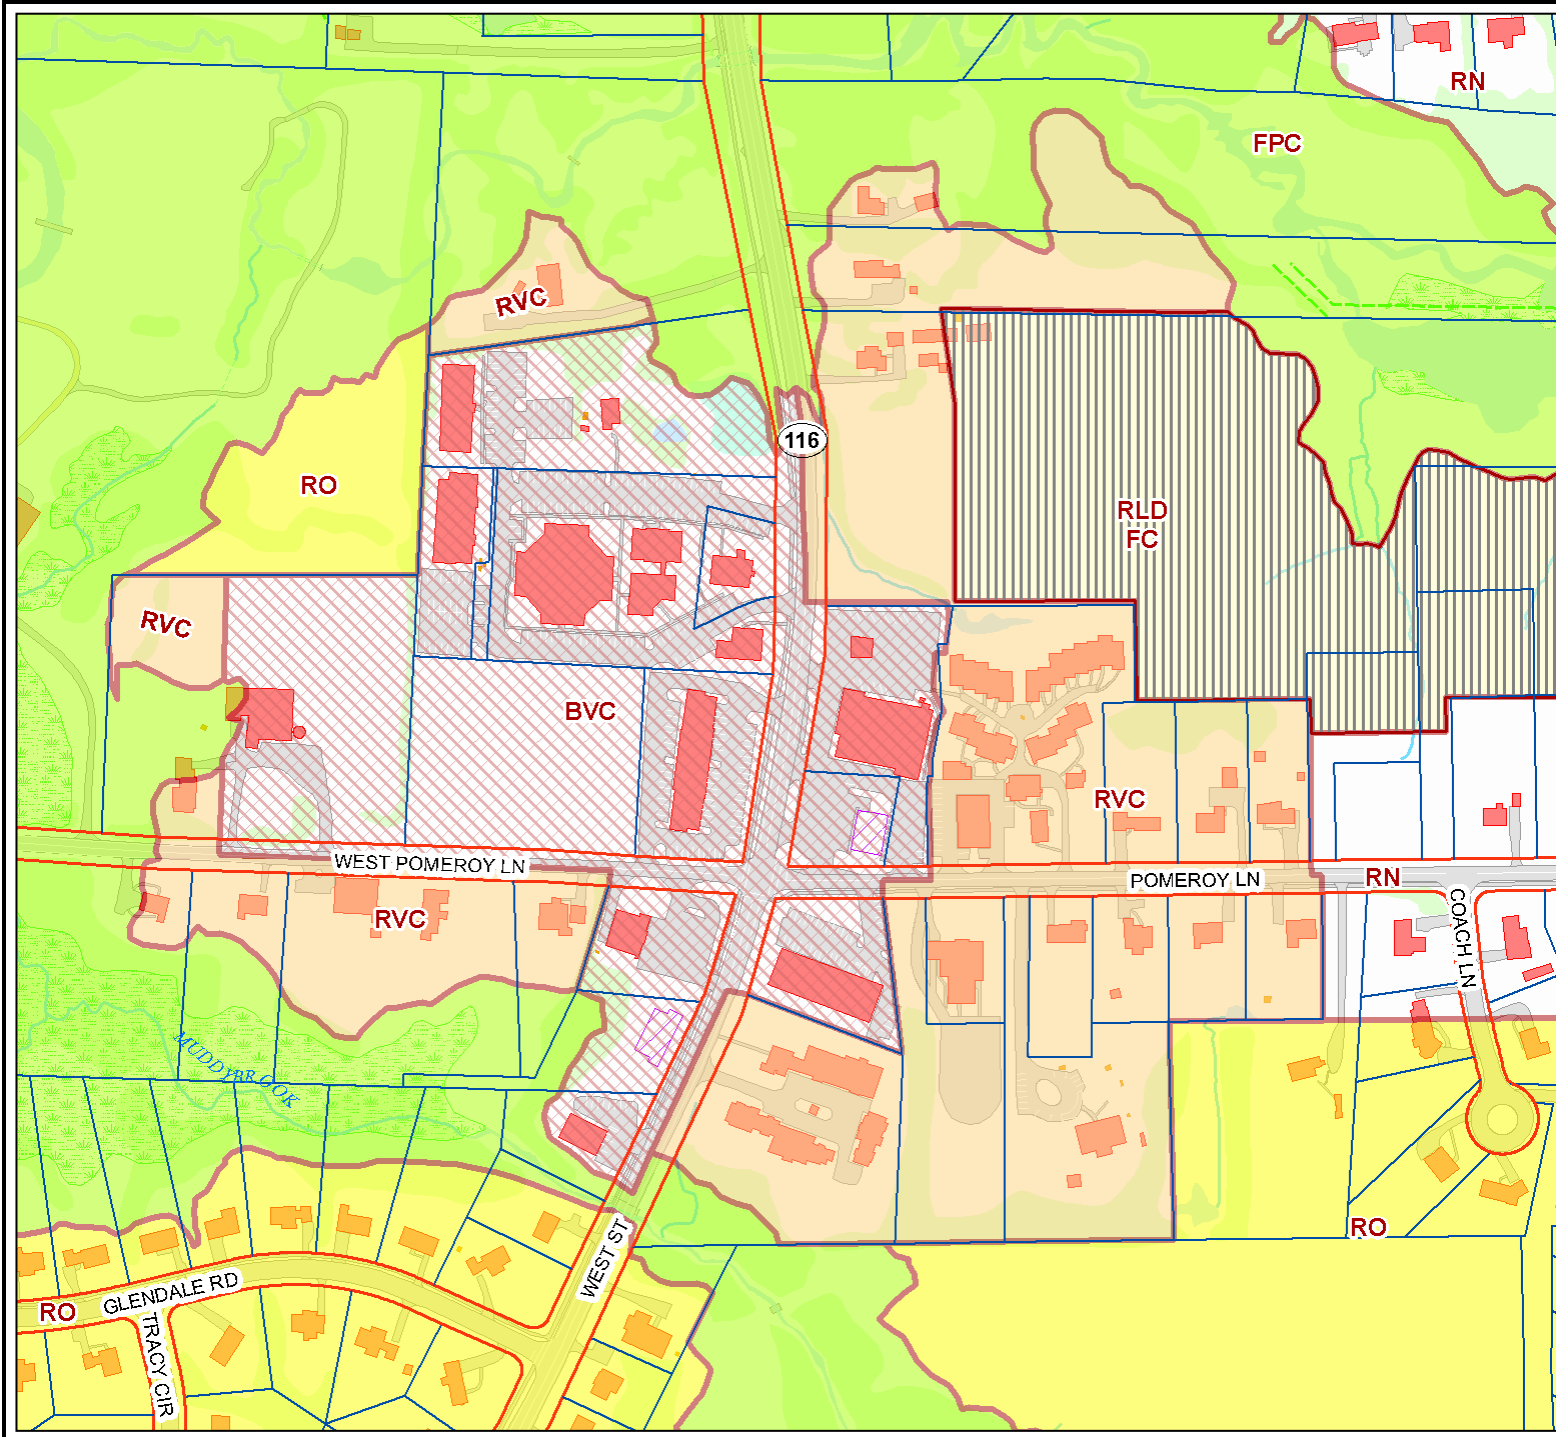 RN
FPC
RVC
116
RO
RLD
FC
RVC
BVC
RVC
WEST POMEROY LN
POMEROY LN
RN
RVC
COACH LN
MUDDY BROOK
RO
WEST ST
GLENDALE RD
RO
TRACY CIR